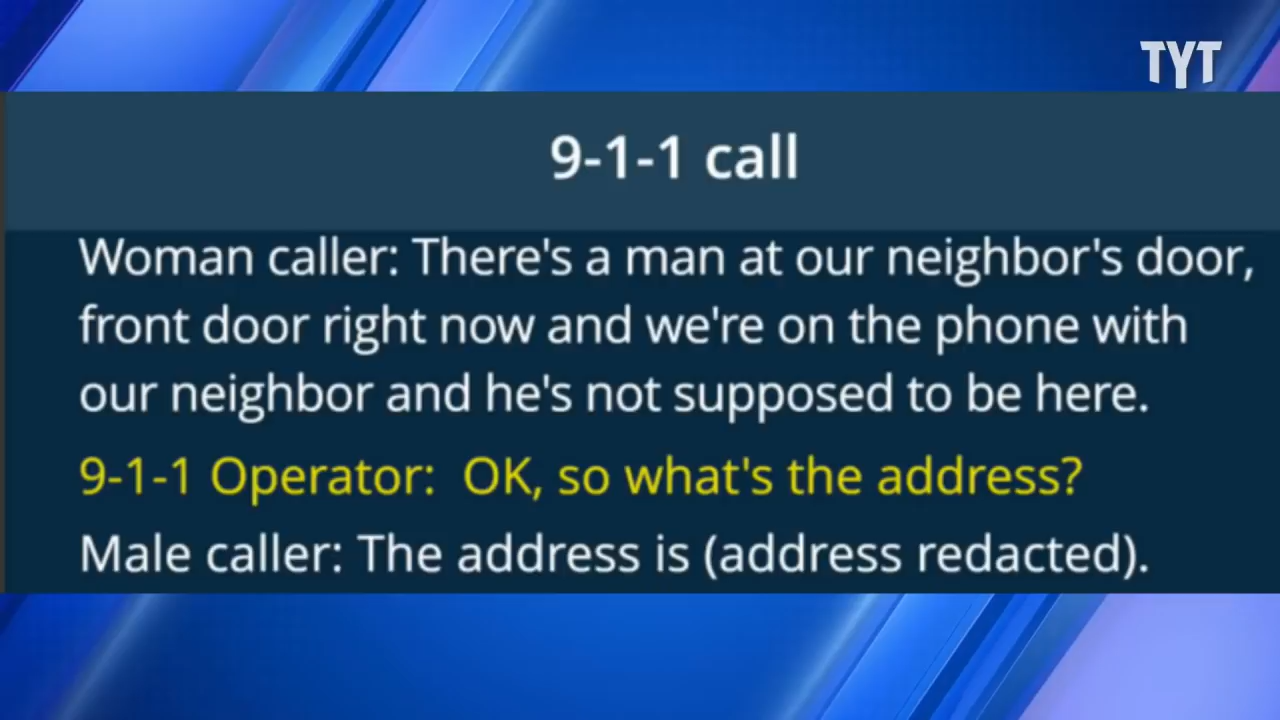 TYT
9-1-1 call
Woman caller: There's a man at our neighbor's door,
front door right now and we're on the phone with
our neighbor and he's not supposed to be here.
9-1-1 Operator:  OK, so what's the address?
Male caller: The address is (address redacted).